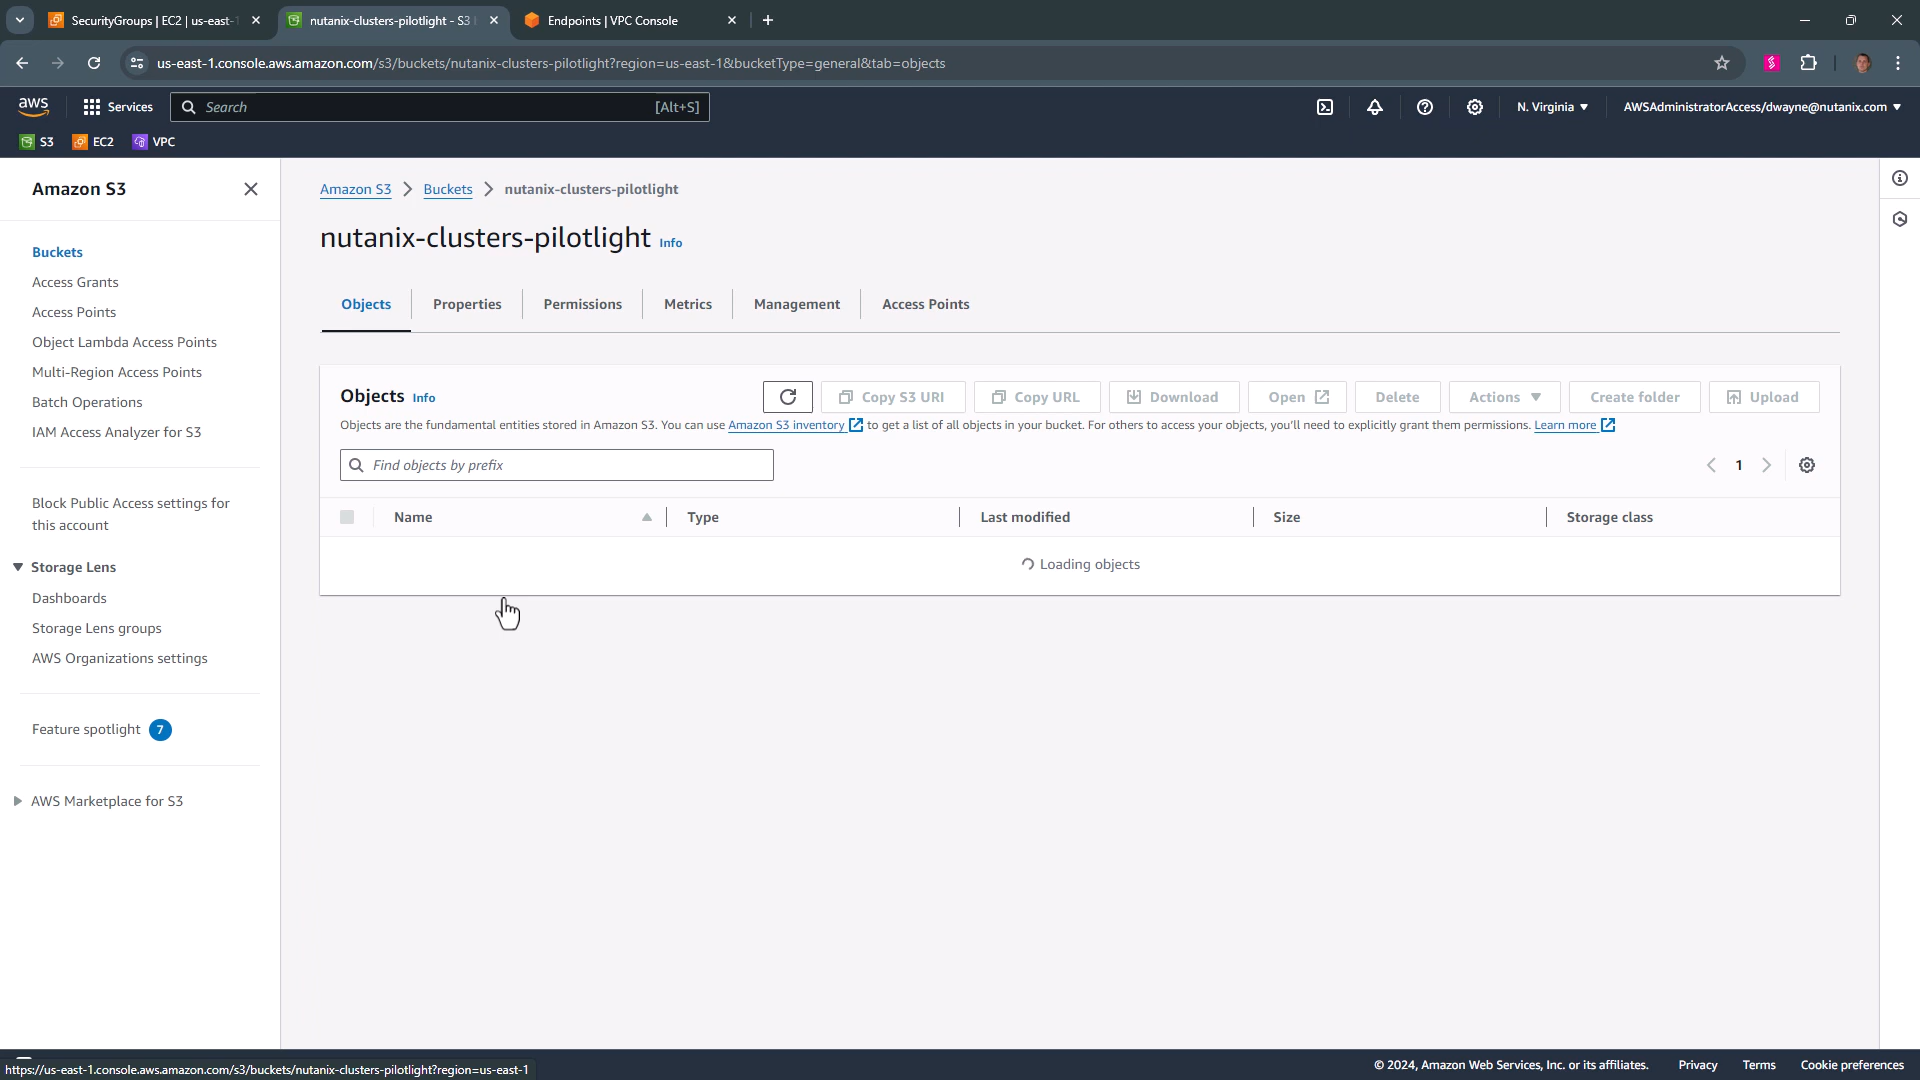 SecurityGroups | EC2 | us-east-
nutanix-clusters-pilotlight - S3
Endpoints | VPC Console
us-east-1.console.aws.amazon.com/s3/buckets/nutanix-clusters-pilotlight?region=us-east-1&bucketType=general&tab=objects
aws
Services
Search
[Alt+S]
N. Virginia
AWSAdministratorAccess/dwayne@nutanix.com
S3
EC2
VPC
Amazon S3
Buckets
Access Grants
Access Points
Object Lambda Access Points
Multi-Region Access Points
Batch Operations
IAM Access Analyzer for S3
Block Public Access settings for
this account
Storage Lens
Dashboards
Storage Lens groups
AWS Organizations settings
Feature spotlight 7
AWS Marketplace for S3
Amazon S3 > Buckets > nutanix-clusters-pilotlight
nutanix-clusters-pilotlight Info
Objects
Properties
Permissions
Metrics
Management
Access Points
Objects Info
Copy S3 URI
Copy URL
Download
Open
Delete
Actions
Create folder
Upload
Objects are the fundamental entities stored in Amazon S3. You can use Amazon S3 inventory to get a list of all objects in your bucket. For others to access your objects, you'll need to explicitly grant them permissions. Learn more
Find objects by prefix
1
Name
Type
Last modified
Size
Storage class
Loading objects
https://us-east-1.console.aws.amazon.com/s3/buckets/nutanix-clusters-pilotlight?region=us-east-1
© 2024, Amazon Web Services, Inc. or its affiliates.
Privacy
Terms
Cookie preferences